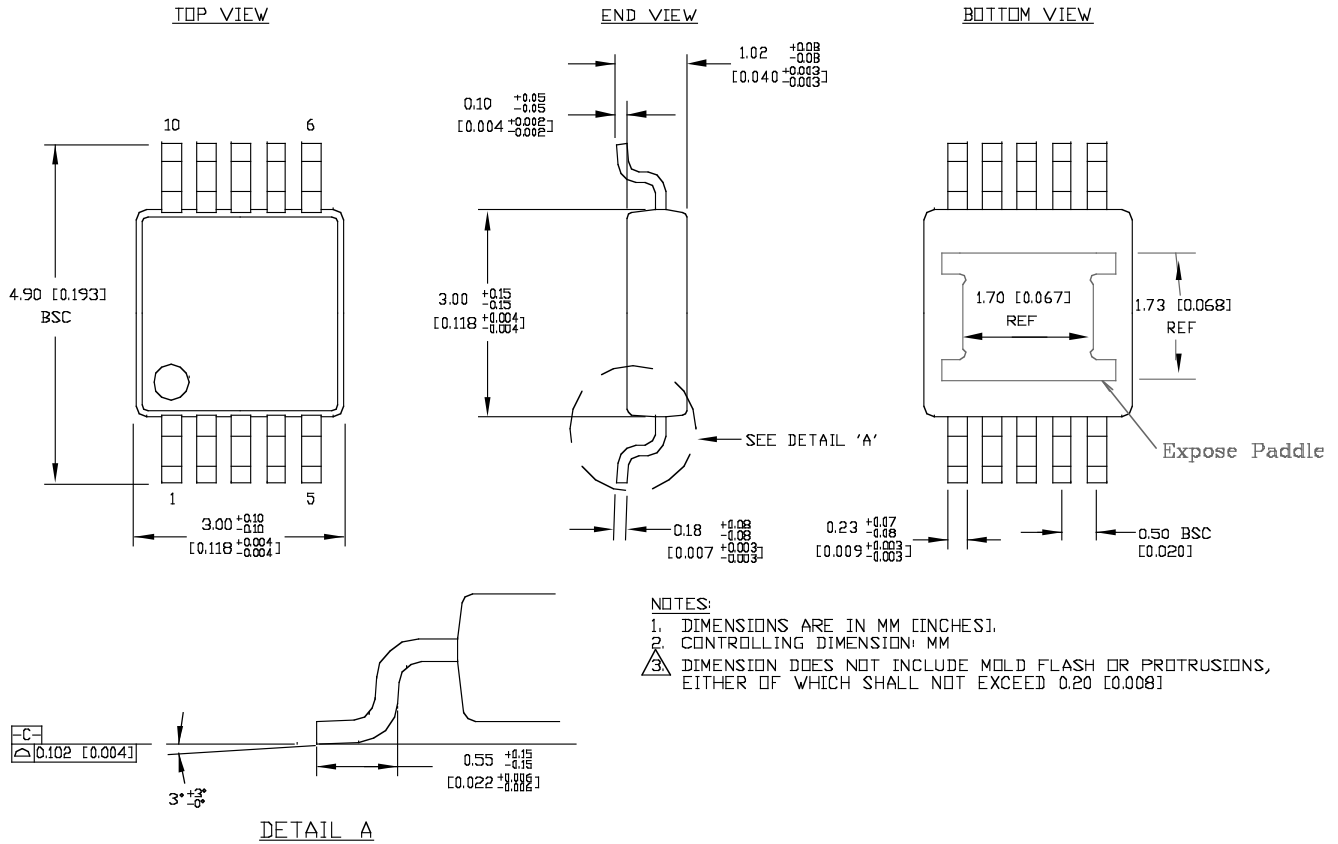 TOP VIEW
END VIEW
BOTTOM VIEW
1.02 +0.08 -0.08
[0.040 +0.003 -0.003]
0.10 +0.05 -0.05
[0.004 +0.002 -0.002]
10
6
4.90 [0.193]
BSC
3.00 +0.15 -0.15
[0.118 +0.004 -0.004]
1.70 [0.067]
REF
1.73 [0.068]
REF
SEE DETAIL 'A'
Expose Paddle
1
5
3.00 +0.10 -0.10
[0.118 +0.004 -0.004]
0.18 +0.08 -0.08
[0.007 +0.003 -0.003]
0.23 +0.07 -0.08
[0.009 +0.003 -0.003]
0.50 BSC
[0.020]
NOTES:
1. DIMENSIONS ARE IN MM [INCHES].
2. CONTROLLING DIMENSION: MM
3. DIMENSION DOES NOT INCLUDE MOLD FLASH OR PROTRUSIONS,
EITHER OF WHICH SHALL NOT EXCEED 0.20 [0.008]
-C-
0.102 [0.004]
3° +3° -0°
0.55 +0.15 -0.15
[0.022 +0.006 -0.006]
DETAIL A